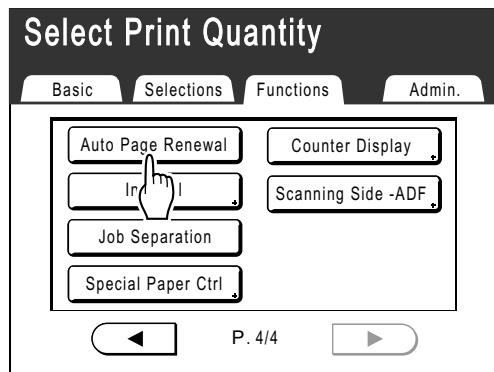 Select Print Quantity
Basic Selections Functions Admin.
Auto Page Renewal
Counter Display
Scanning Side -ADF
Job Separation
Special Paper Ctrl
P. 4/4